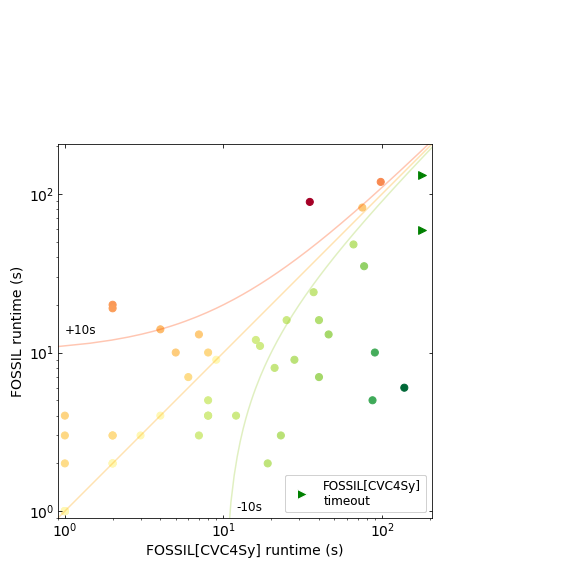 10²
+10s
10¹
10⁰
-10s
FOSSIL[CVC4Sy]
timeout
10⁰
10¹
10²
FOSSIL[CVC4Sy] runtime (s)
FOSSIL runtime (s)